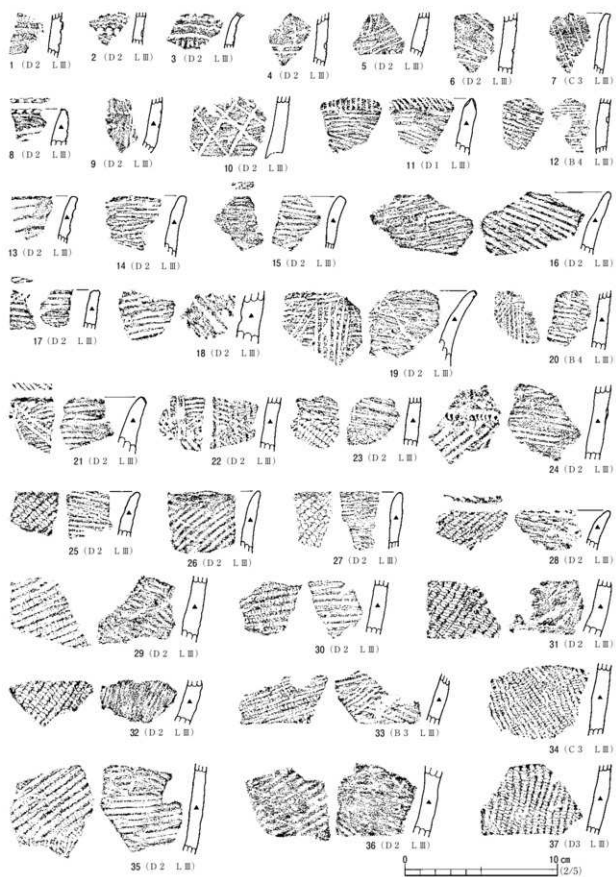 1 (D2 LⅢ) 2 (D2 LⅢ) 3 (D2 LⅢ) 4 (D2 LⅢ) 5 (D2 LⅢ) 6 (D2 LⅢ) 7 (C3 LⅢ)
8 (D2 LⅢ) 9 (D2 LⅢ) 10 (D2 LⅢ) 11 (D1 LⅢ) 12 (B4 LⅢ)
13 (D2 LⅢ) 14 (D2 LⅢ) 15 (D2 LⅢ) 16 (D2 LⅢ)
17 (D2 LⅢ) 18 (D2 LⅢ) 19 (D2 LⅢ) 20 (B4 LⅢ)
21 (D2 LⅢ) 22 (D2 LⅢ) 23 (D2 LⅢ) 24 (D2 LⅢ)
25 (D2 LⅢ) 26 (D2 LⅢ) 27 (D2 LⅢ) 28 (D2 LⅢ)
29 (D2 LⅢ) 30 (D2 LⅢ) 31 (D2 LⅢ)
32 (D2 LⅢ) 33 (B3 LⅢ) 34 (C3 LⅢ)
35 (D2 LⅢ) 36 (D2 LⅢ) 37 (D3 LⅢ)
0 10 cm
(2/5)